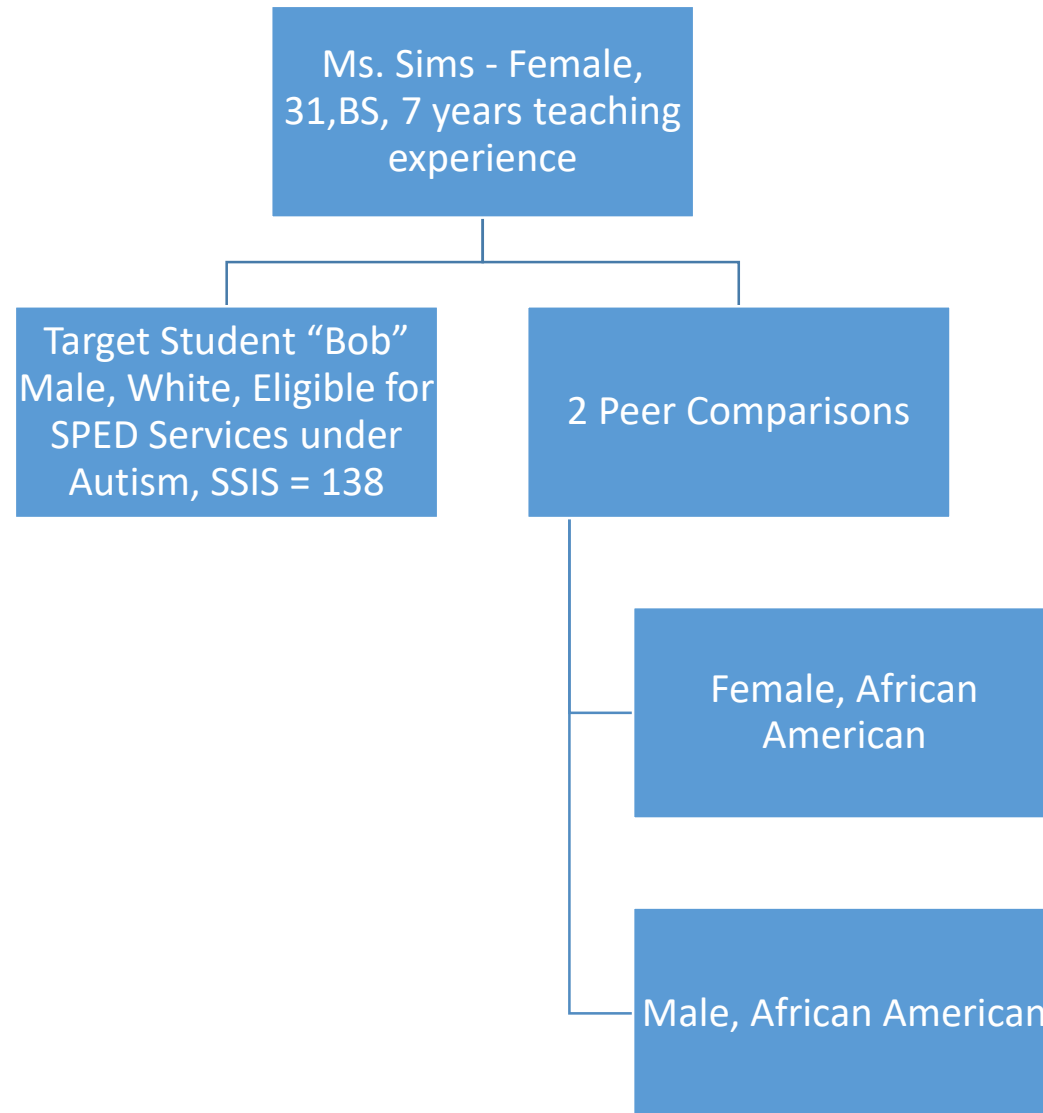 Ms. Sims - Female,
31,BS, 7 years teaching
experience
Target Student “Bob”
Male, White, Eligible for
SPED Services under
Autism, SSIS = 138
2 Peer Comparisons
Female, African
American
Male, African American